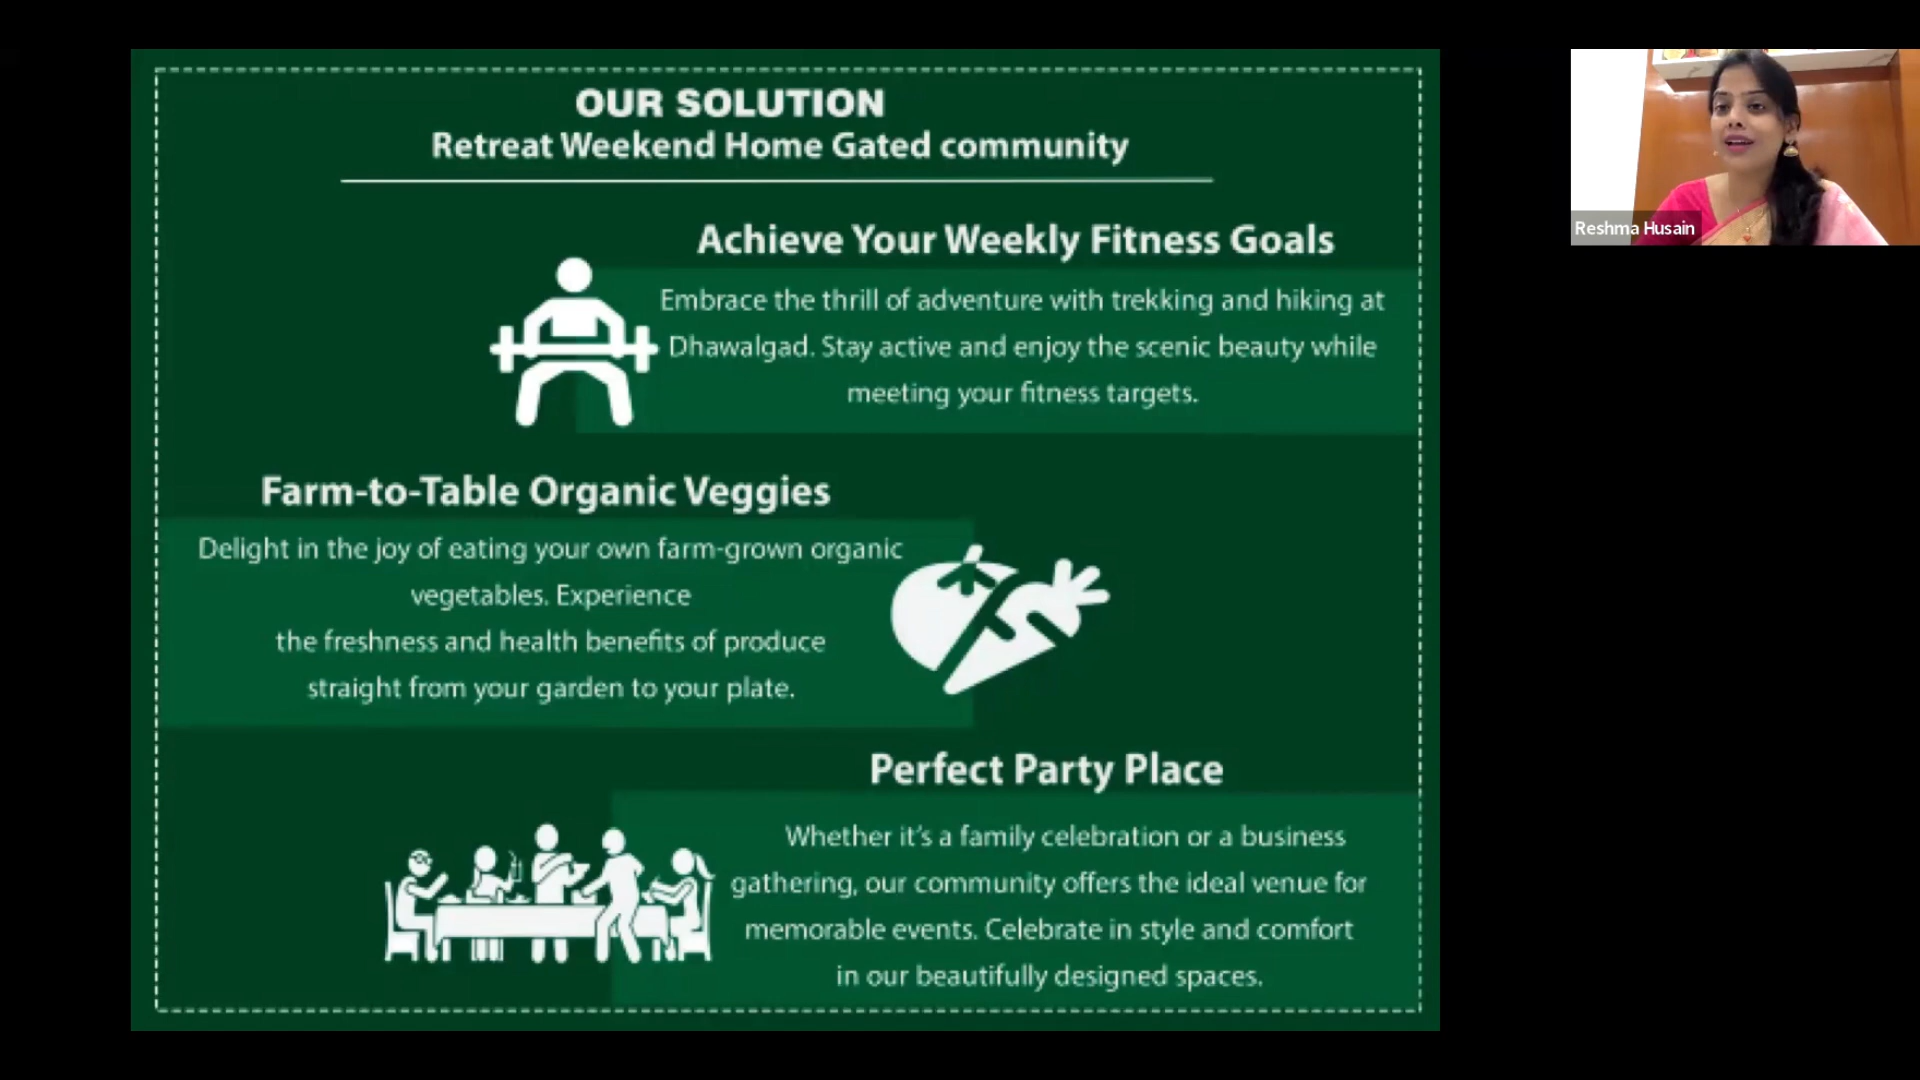 OUR SOLUTION
Retreat Weekend Home Gated community
Achieve Your Weekly Fitness Goals
Embrace the thrill of adventure with trekking and hiking at
Dhawalgad. Stay active and enjoy the scenic beauty while
meeting your fitness targets.
Farm-to-Table Organic Veggies
Delight in the joy of eating your own farm-grown organic
vegetables. Experience
the freshness and health benefits of produce
straight from your garden to your plate.
Perfect Party Place
Whether it's a family celebration or a business
gathering, our community offers the ideal venue for
memorable events. Celebrate in style and comfort
in our beautifully designed spaces.
Reshma Husain